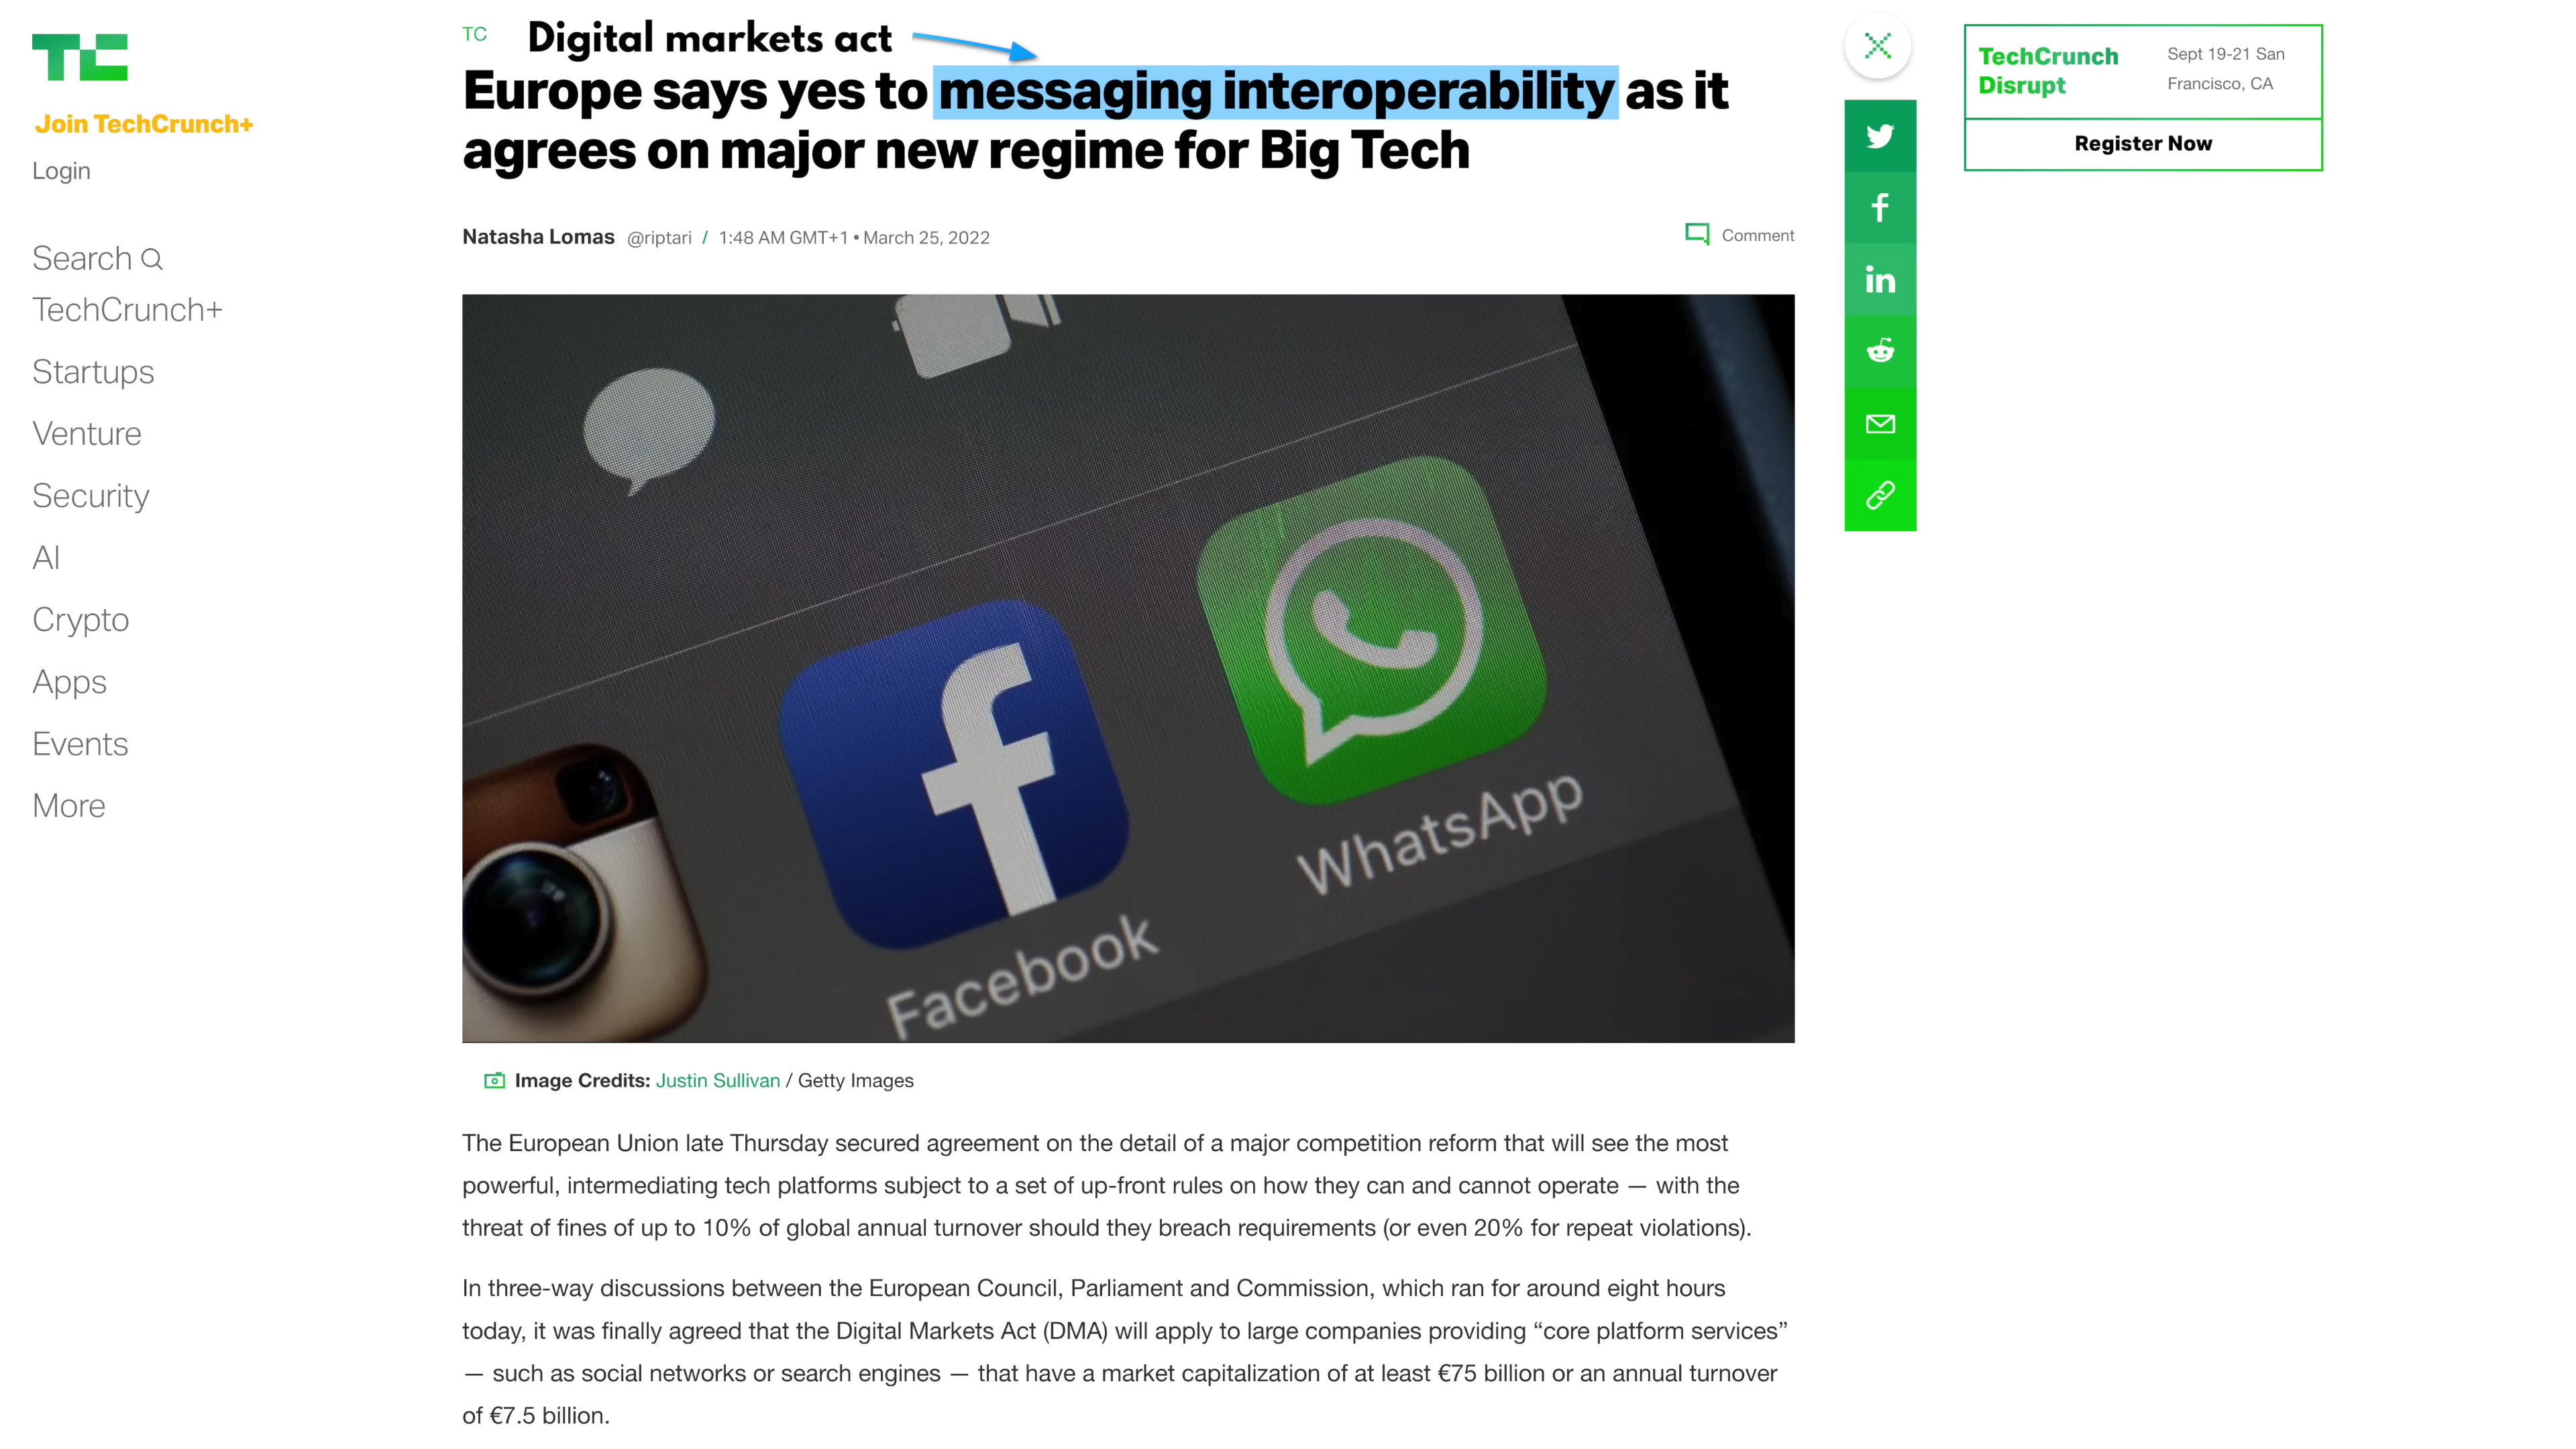 TC
Join TechCrunch+
Login
Search
TechCrunch+
Startups
Venture
Security
AI
Crypto
Apps
Events
More
TC
Digital markets act
Europe says yes to messaging interoperability as it
agrees on major new regime for Big Tech
Natasha Lomas @riptari / 1:48 AM GMT+1 • March 25, 2022
Comment
Facebook
WhatsApp
Image Credits: Justin Sullivan / Getty Images
The European Union late Thursday secured agreement on the detail of a major competition reform that will see the most
powerful, intermediating tech platforms subject to a set of up-front rules on how they can and cannot operate — with the
threat of fines of up to 10% of global annual turnover should they breach requirements (or even 20% for repeat violations).
In three-way discussions between the European Council, Parliament and Commission, which ran for around eight hours
today, it was finally agreed that the Digital Markets Act (DMA) will apply to large companies providing “core platform services”
— such as social networks or search engines — that have a market capitalization of at least €75 billion or an annual turnover
of €7.5 billion.
TechCrunch
Disrupt
Sept 19-21 San
Francisco, CA
Register Now